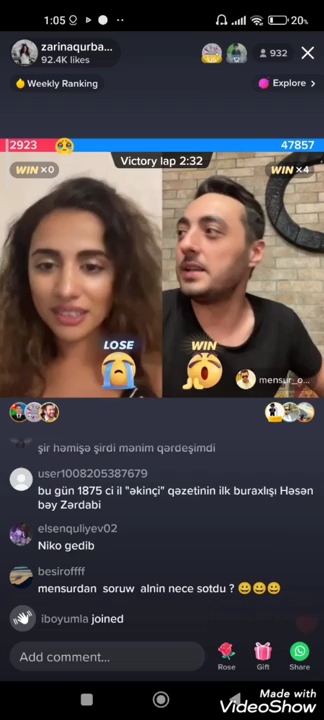 1:05
20%
zarinaqurba...
92.4K likes
932
Weekly Ranking
Explore >
2923
47857
WIN ×0
Victory lap 2:32
WIN ×4
LOSE
WIN
mensur_o...
şir həmişə şirdi mənim qərdeşimdi
user1008205387679
bu gün 1875 ci il "əkinçi" qəzetinin ilk buraxlışı Həsən
bəy Zərdabi
elsenquliyev02
Niko gedib
besiroffff
mensurdan soruw alnin nece sotdu ? 😀😀😀
iboyumla joined
Add comment...
Rose
Gift
Share
Made with
VideoShow